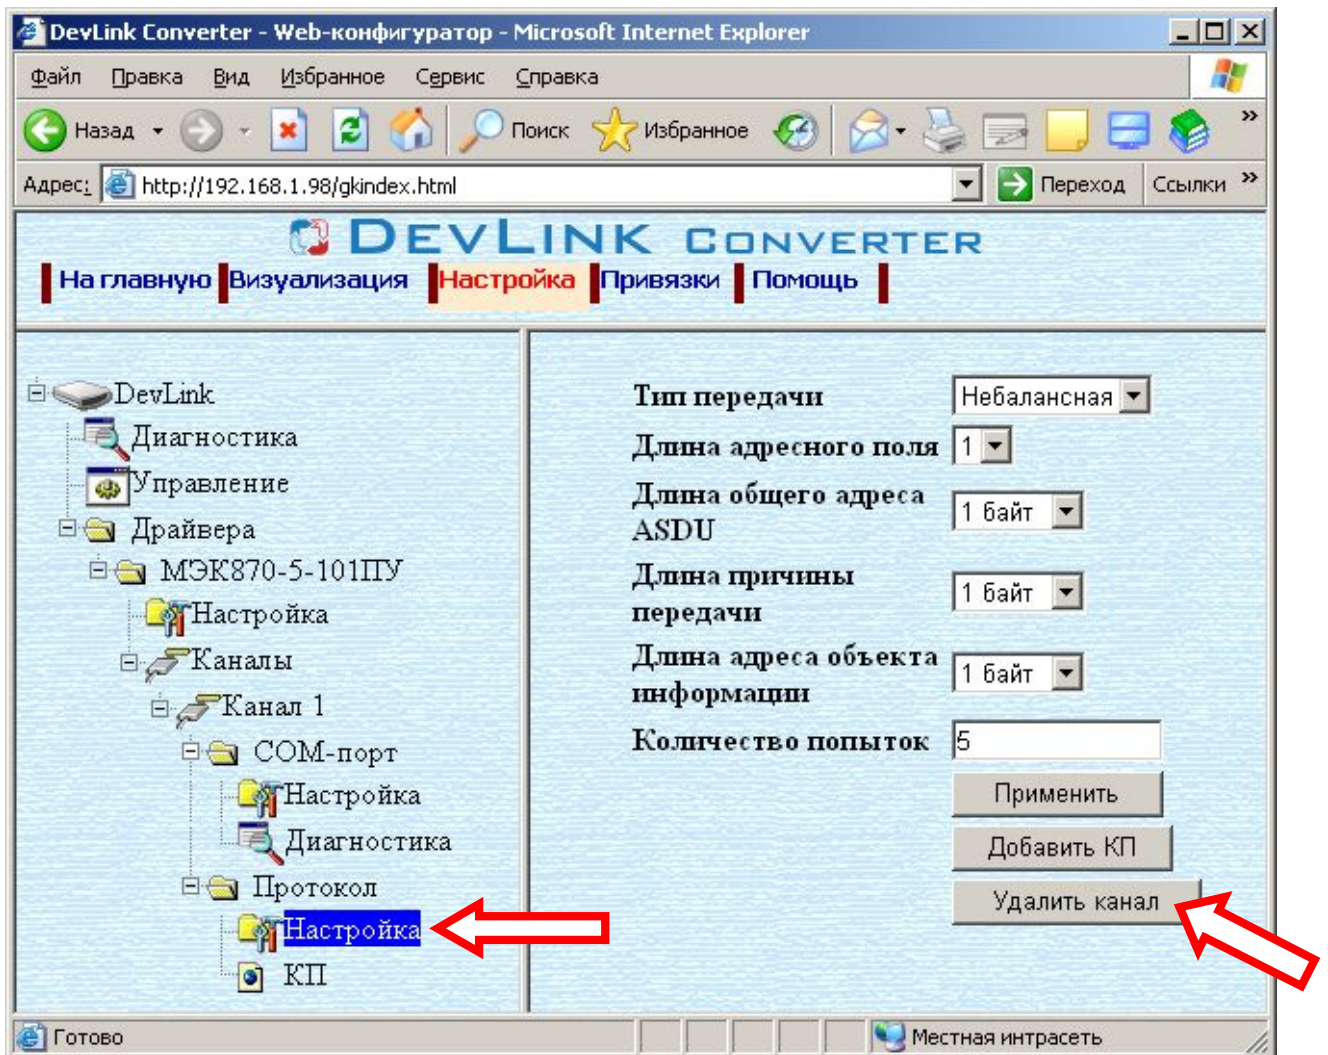 DevLink Converter - Web-конфигуратор - Microsoft Internet Explorer
Файл Правка Вид Избранное Сервис Справка
Назад Поиск Избранное »
Адрес: http://192.168.1.98/gkindex.html Переход Ссылки »
DEVLINK CONVERTER
На главную Визуализация Настройка Привязки Помощь
DevLink
Диагностика
Управление
Драйвера
МЭК870-5-101ПУ
Настройка
Каналы
Канал 1
COM-порт
Настройка
Диагностика
Протокол
Настройка
КП
Тип передачи Небалансная
Длина адресного поля 1
Длина общего адреса
ASDU 1 байт
Длина причины
передачи 1 байт
Длина адреса объекта
информации 1 байт
Количество попыток 5
Применить
Добавить КП
Удалить канал
Готово Местная интрасеть